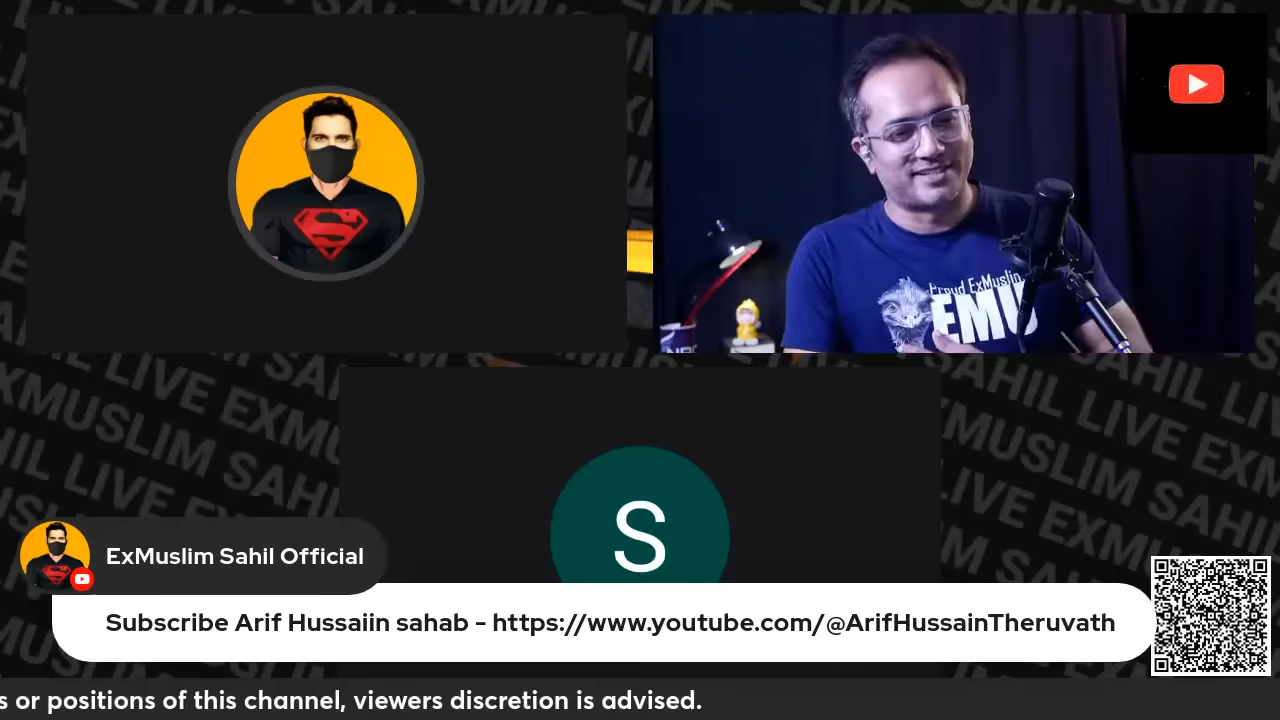 Proud ExMuslim
EMU
S
ExMuslim Sahil Official
Subscribe Arif Hussaiin sahab - https://www.youtube.com/@ArifHussainTheruvath
s or positions of this channel, viewers discretion is advised.